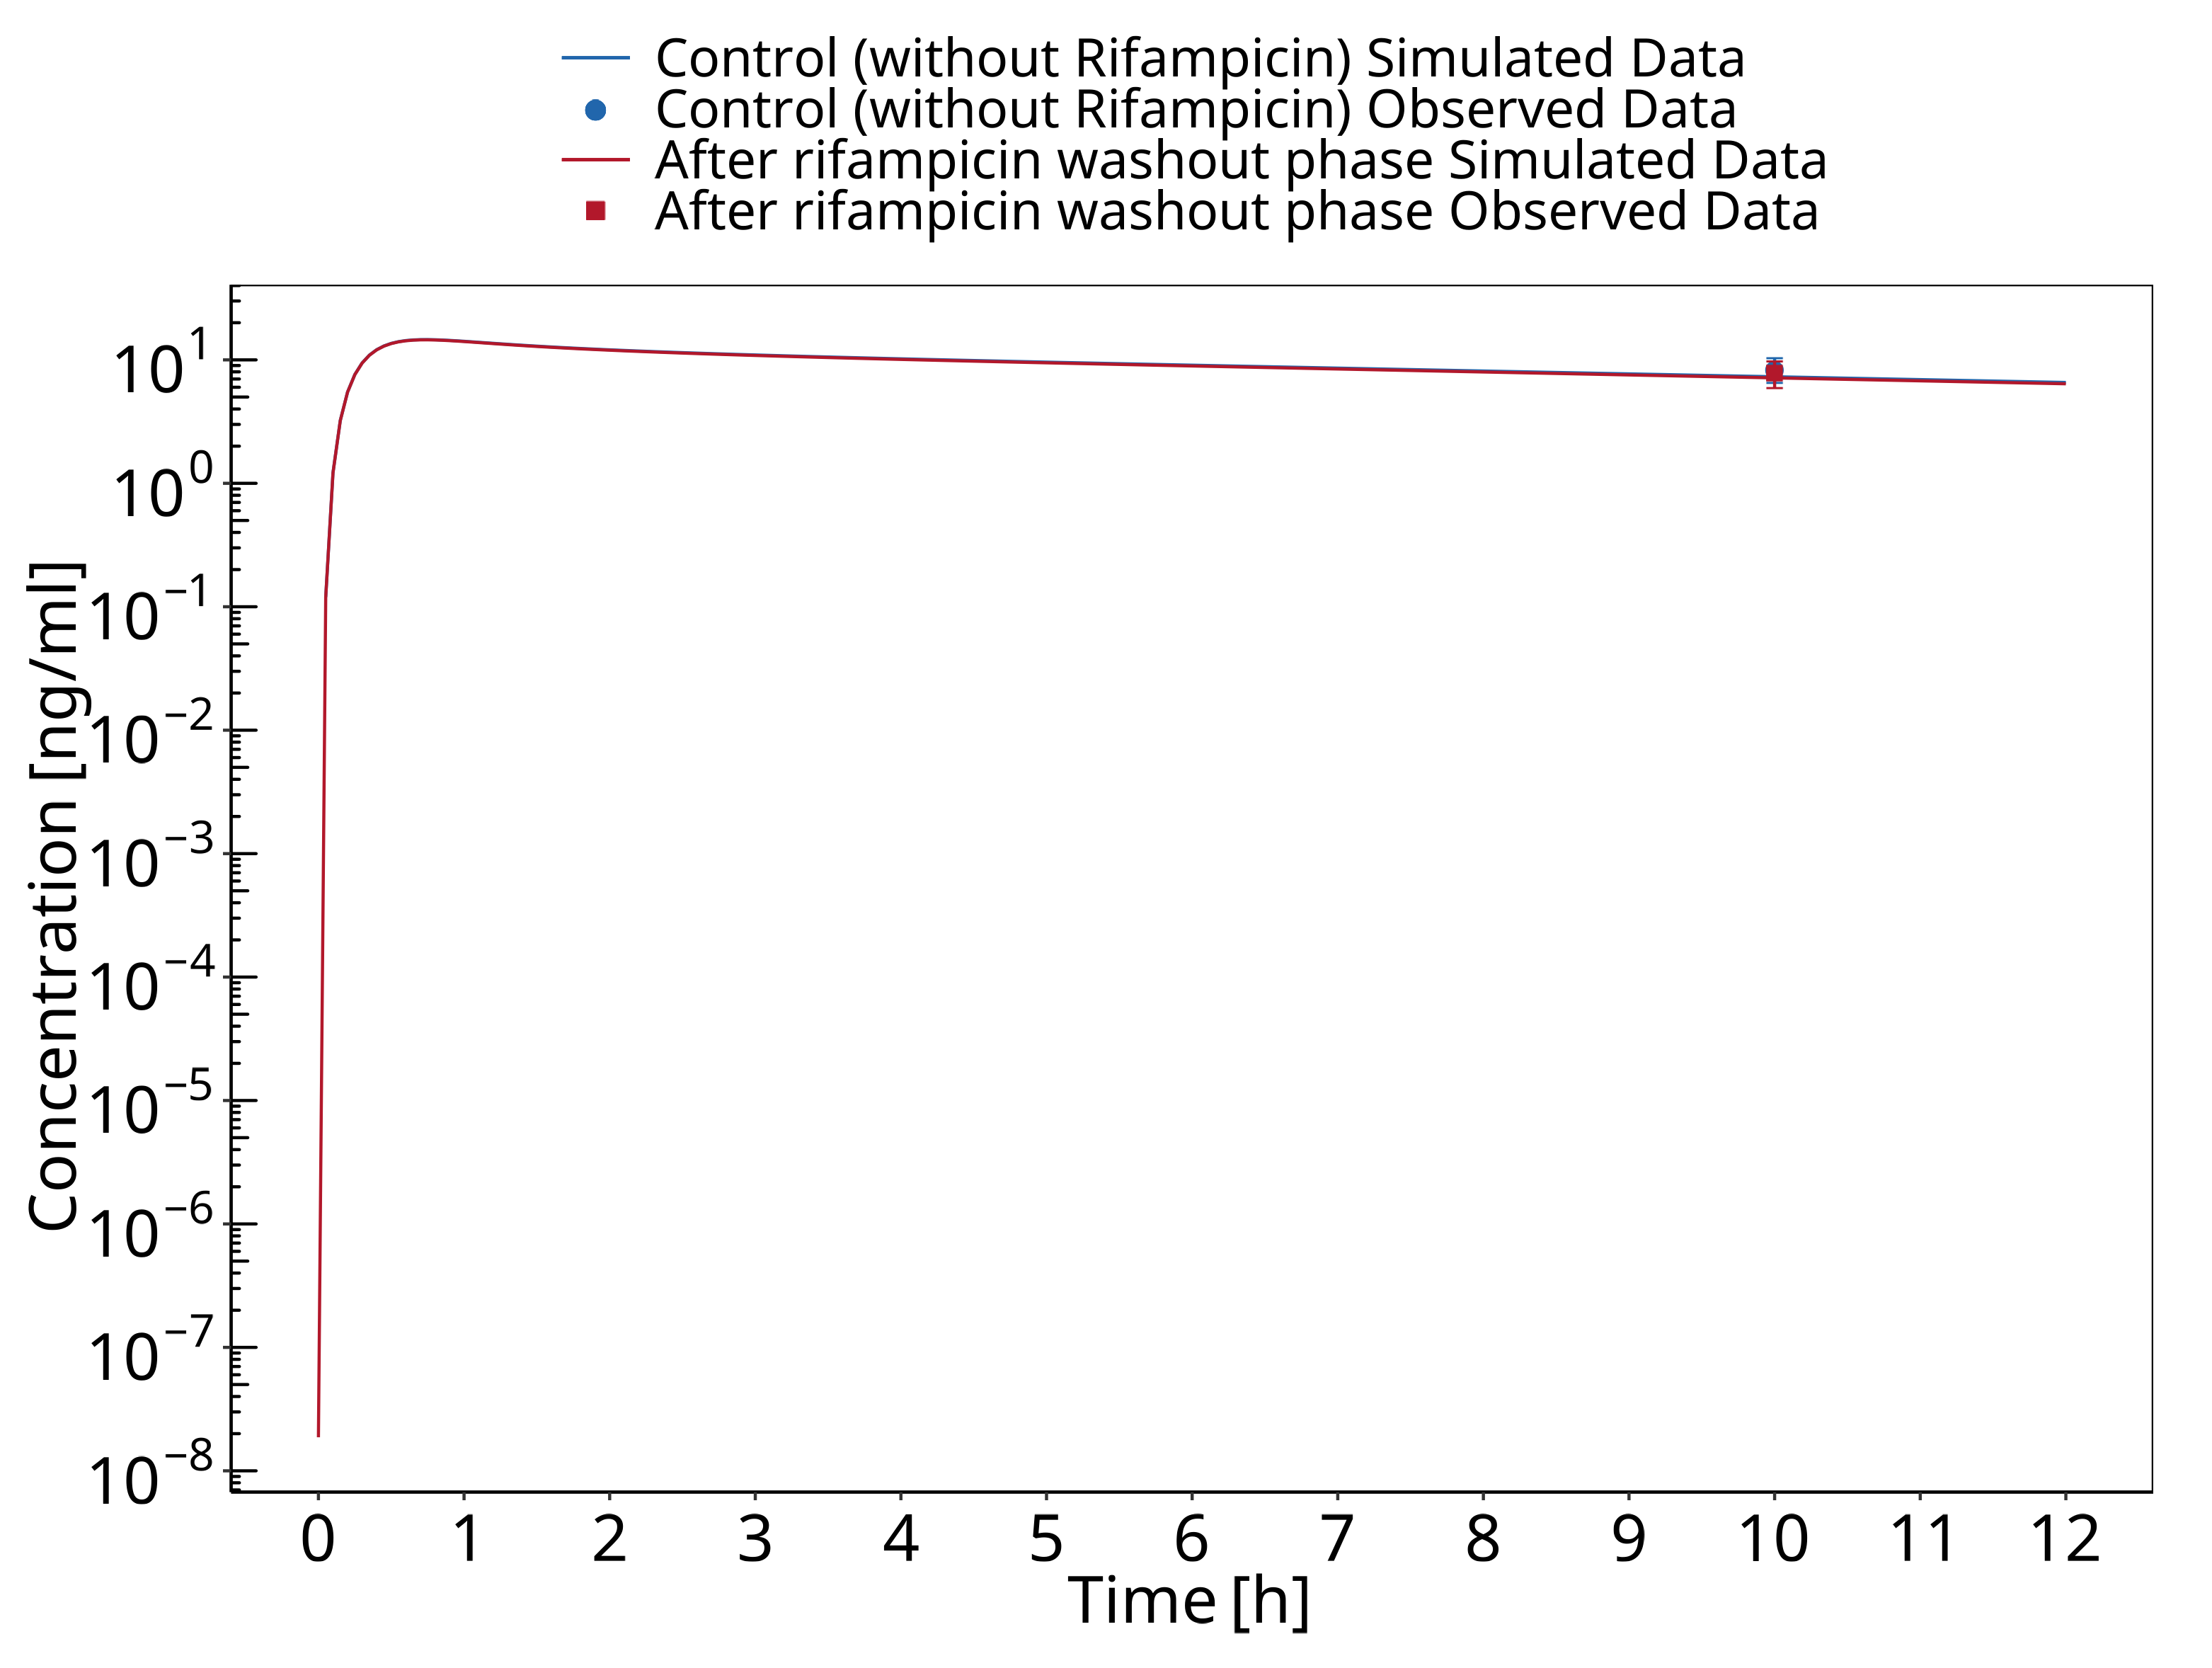 Control (without Rifampicin) Simulated Data
Control (without Rifampicin) Observed Data
After rifampicin washout phase Simulated Data
After rifampicin washout phase Observed Data
10^1
10^0
10^−1
10^−2
10^−3
10^−4
10^−5
10^−6
10^−7
10^−8
Concentration [ng/ml]
0 1 2 3 4 5 6 7 8 9 10 11 12
Time [h]